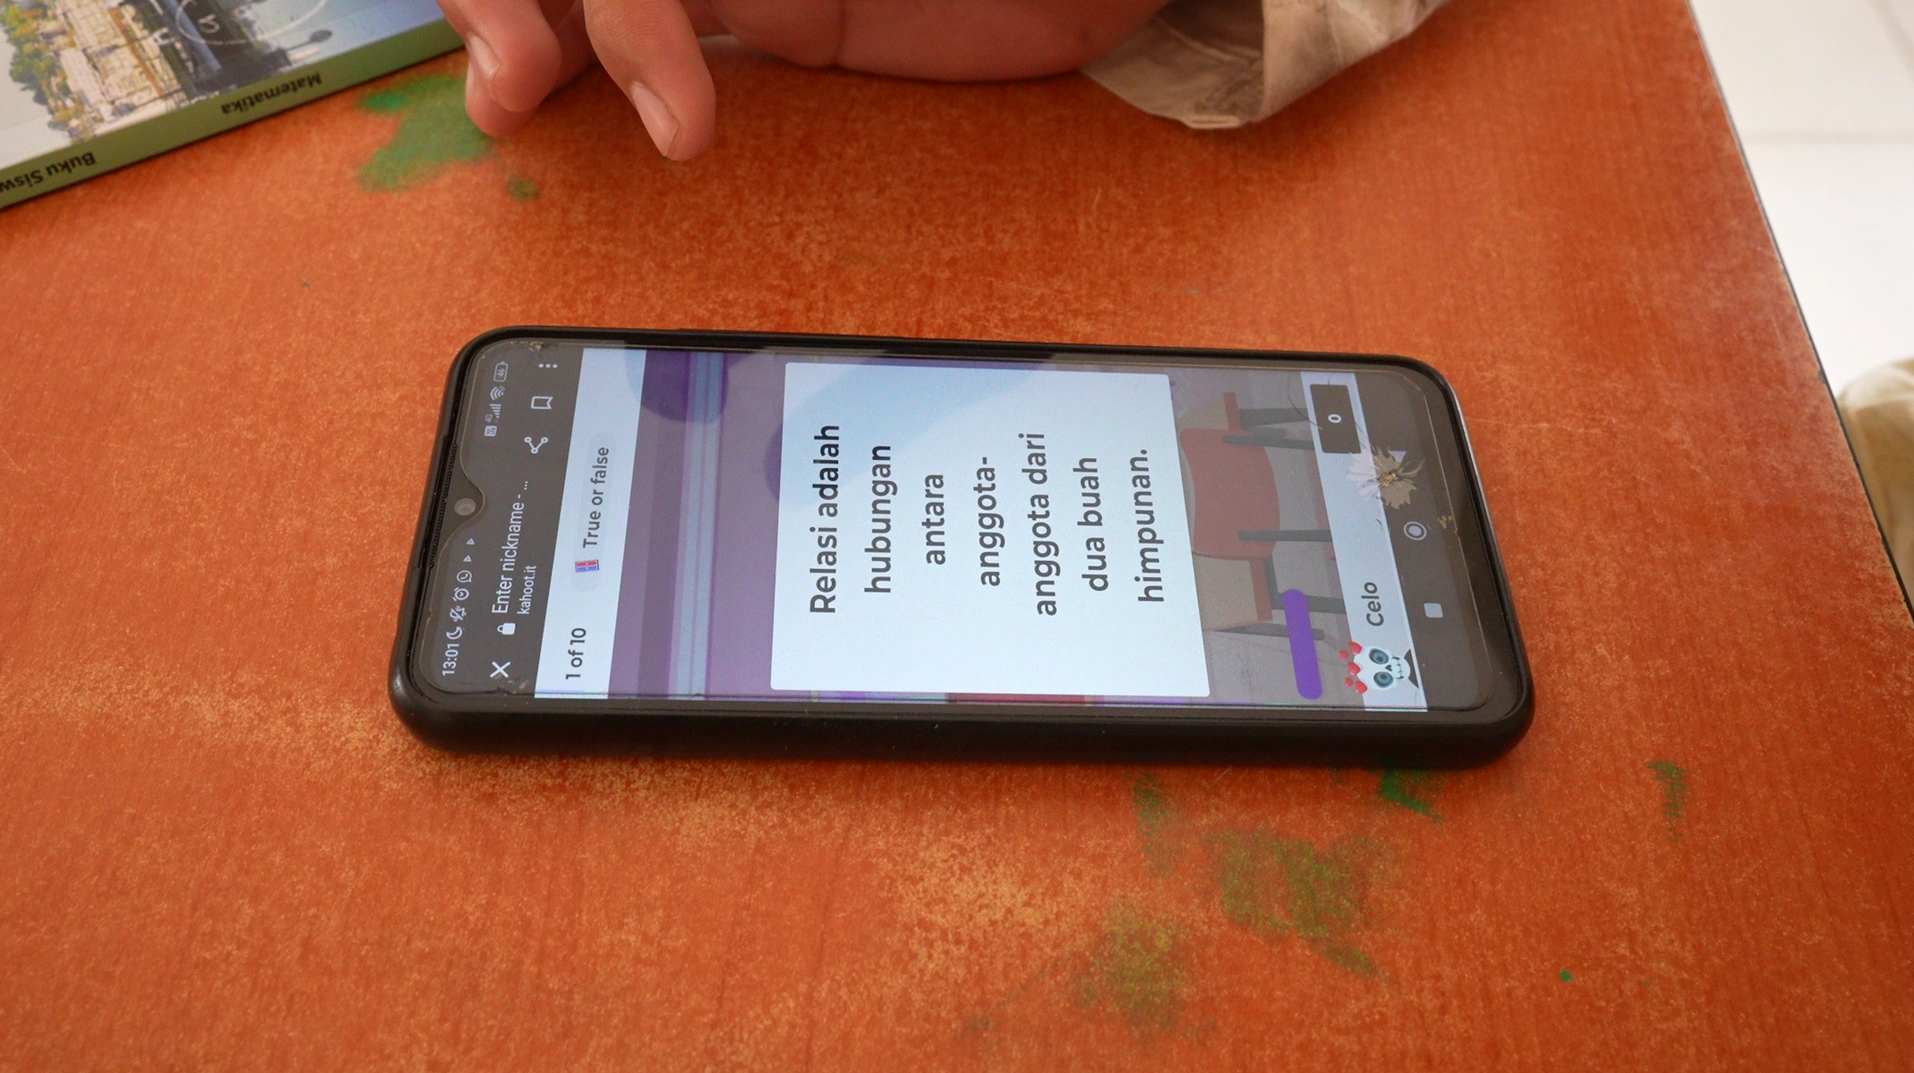 Buku Sisw
Matematika
13:01
Enter nickname - ...
kahoot.it
1 of 10
True or false
Relasi adalah
hubungan
antara
anggota-
anggota dari
dua buah
himpunan.
Celo
0